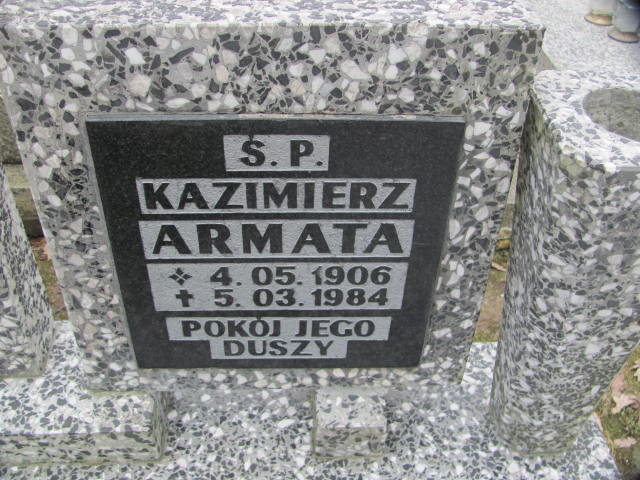 Ś. P.
KAZIMIERZ
ARMATA
4. 05. 1906
5. 03. 1984
POKÓJ JEGO
DUSZY